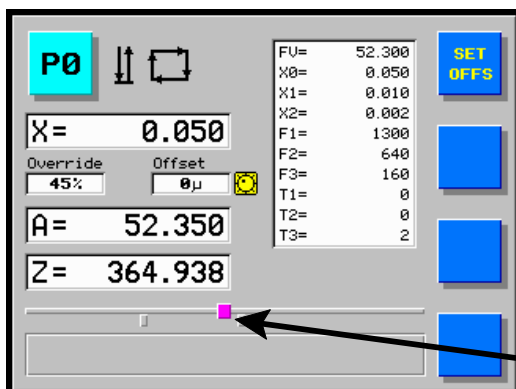 P0
X= 0.050
Override Offset
45% 0µ
A= 52.350
Z= 364.938
FV= 52.300
X0= 0.050
X1= 0.010
X2= 0.002
F1= 1300
F2= 640
F3= 160
T1= 0
T2= 0
T3= 2
SET
OFFS